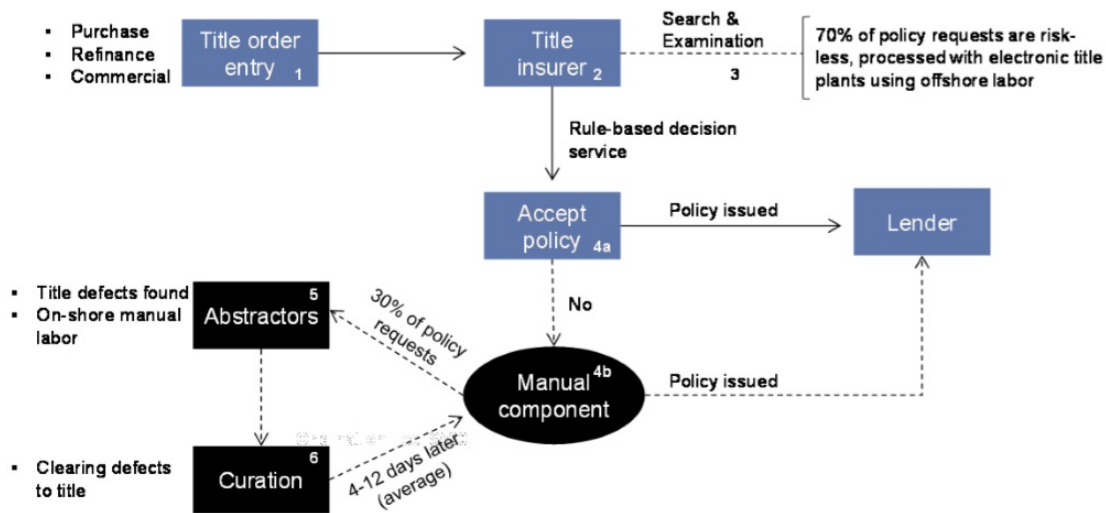 ▪ Purchase
▪ Refinance
▪ Commercial
Title order
entry 1
Title
insurer 2
Search &
Examination
3
70% of policy requests are risk-
less, processed with electronic title
plants using offshore labor
Rule-based decision
service
Accept
policy 4a
Policy issued
Lender
No
▪ Title defects found
▪ On-shore manual
labor
5
Abstractors
30% of policy
requests
4b
Manual
component
Policy issued
▪ Clearing defects
to title
6
Curation
4-12 days later
(average)